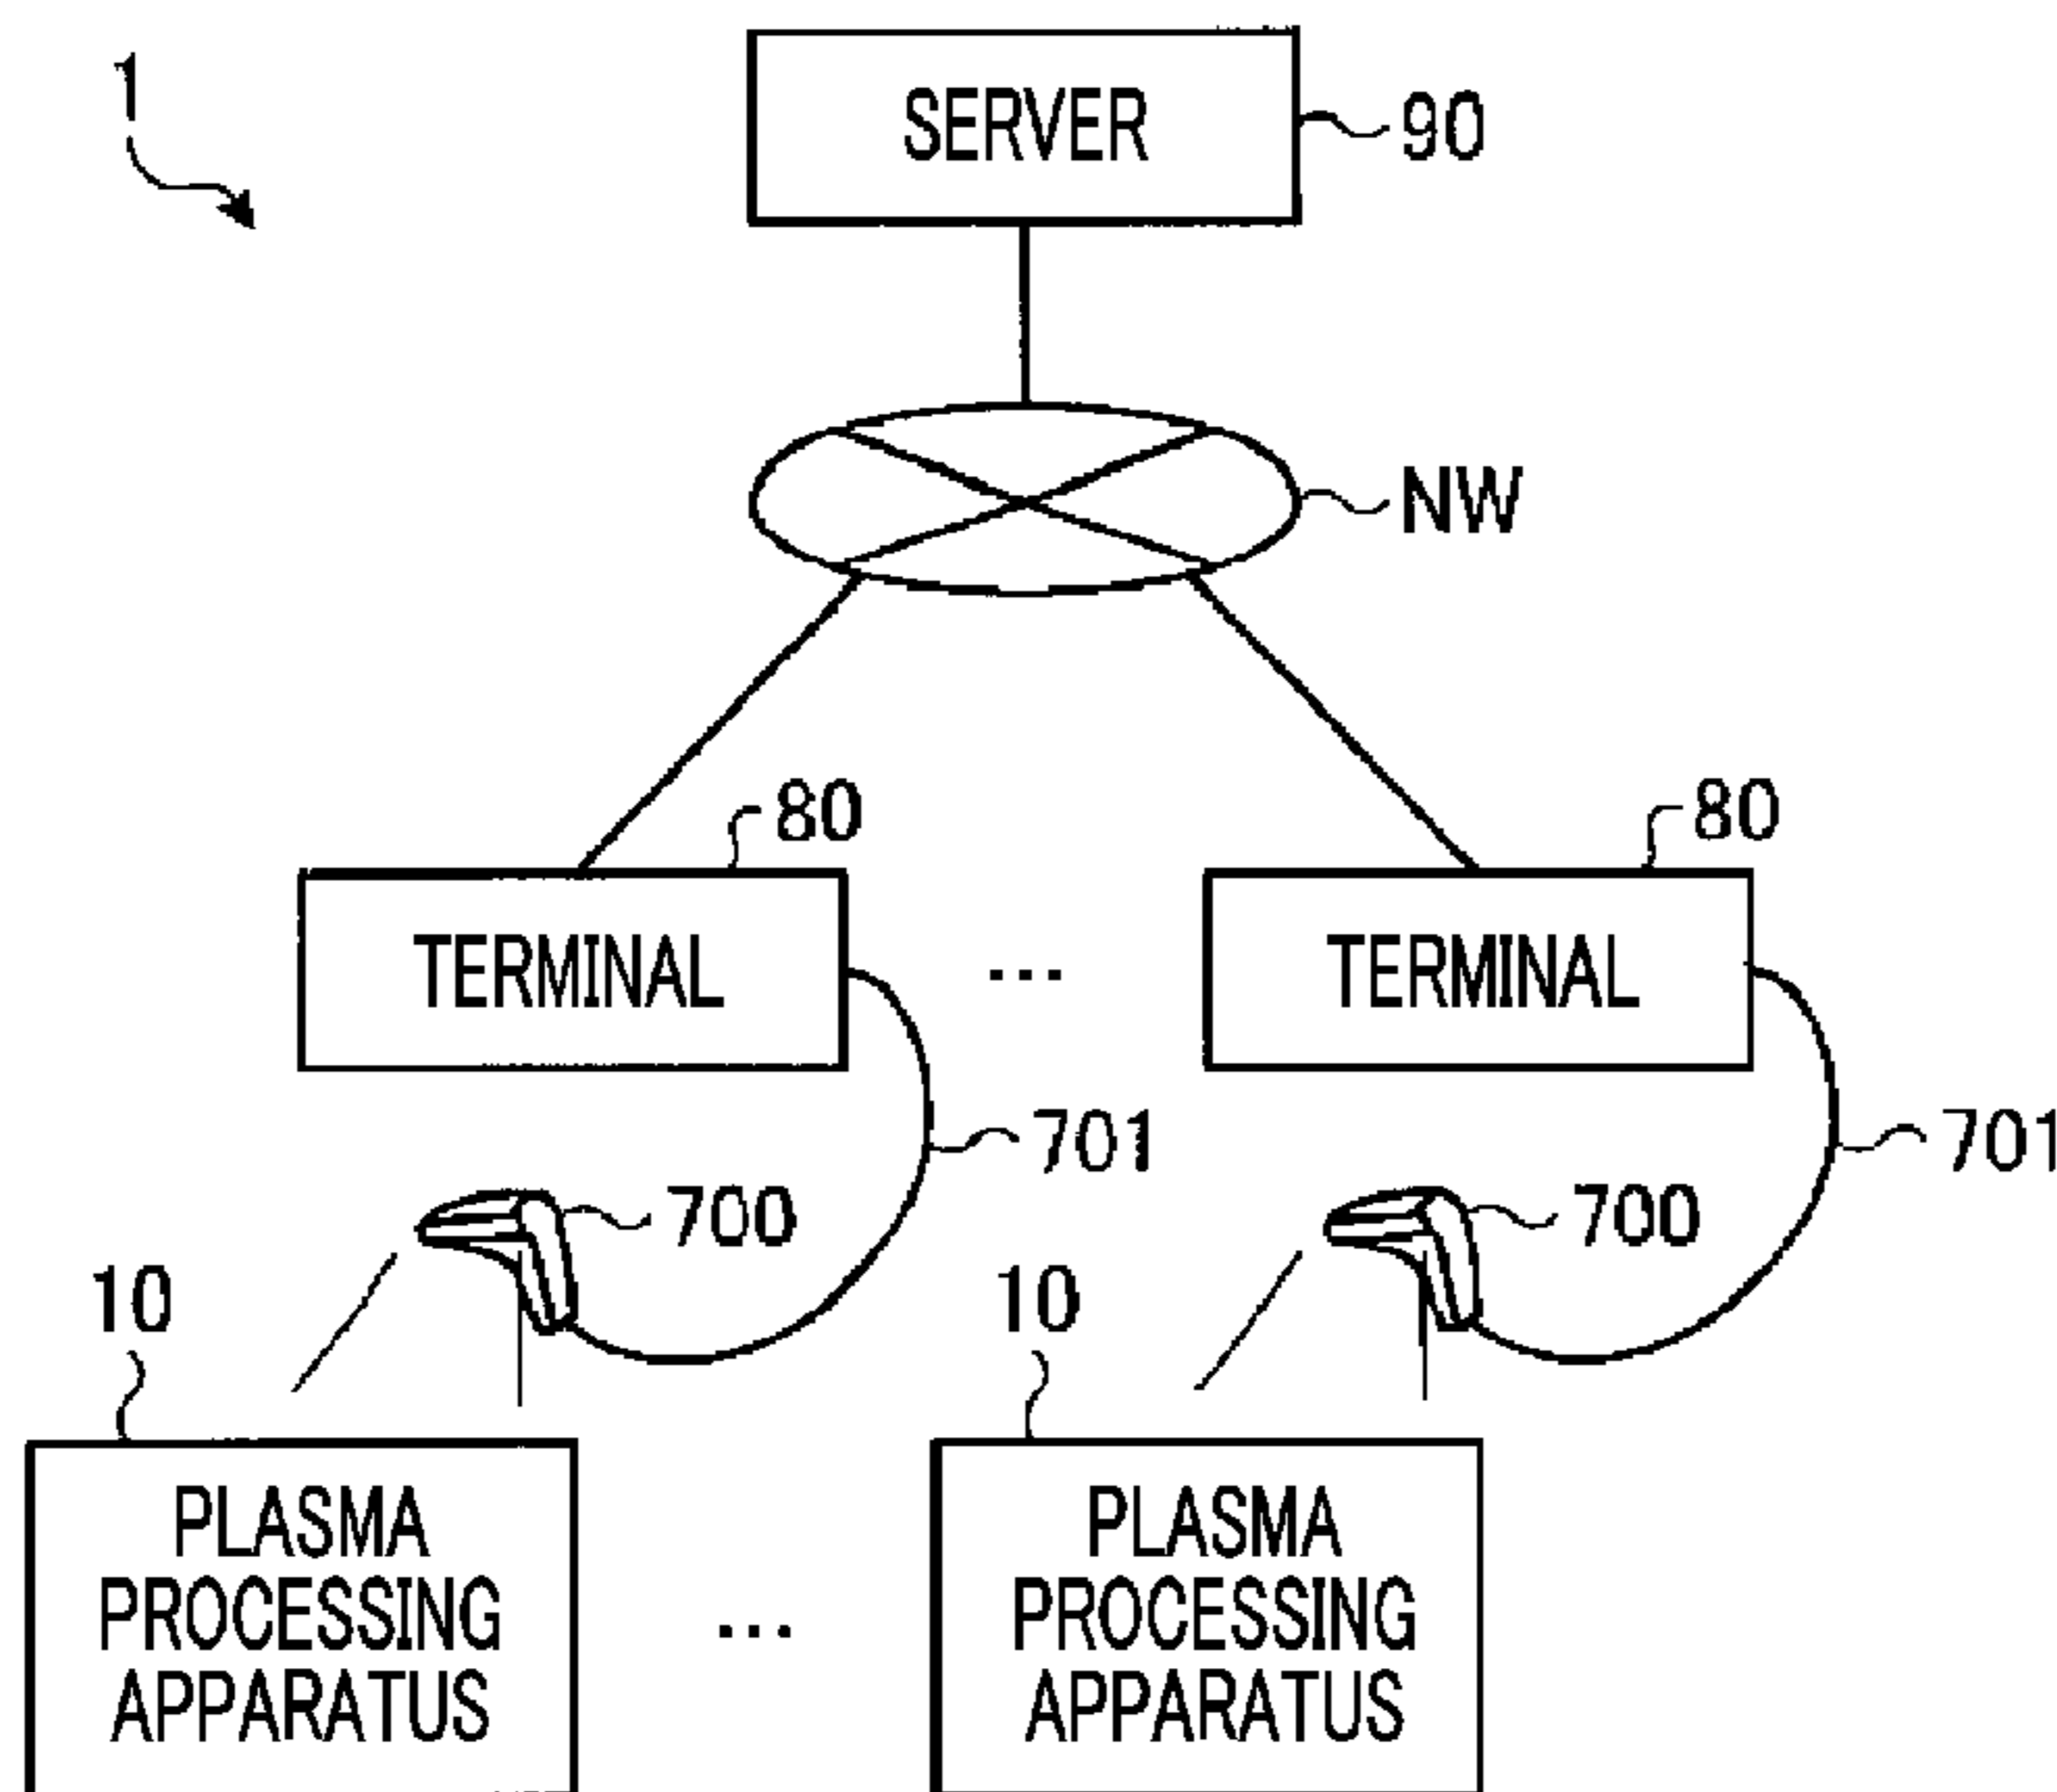 1
SERVER
90
NW
80
80
TERMINAL
...
TERMINAL
701
701
700
700
10
10
PLASMA
PROCESSING
APPARATUS
...
PLASMA
PROCESSING
APPARATUS